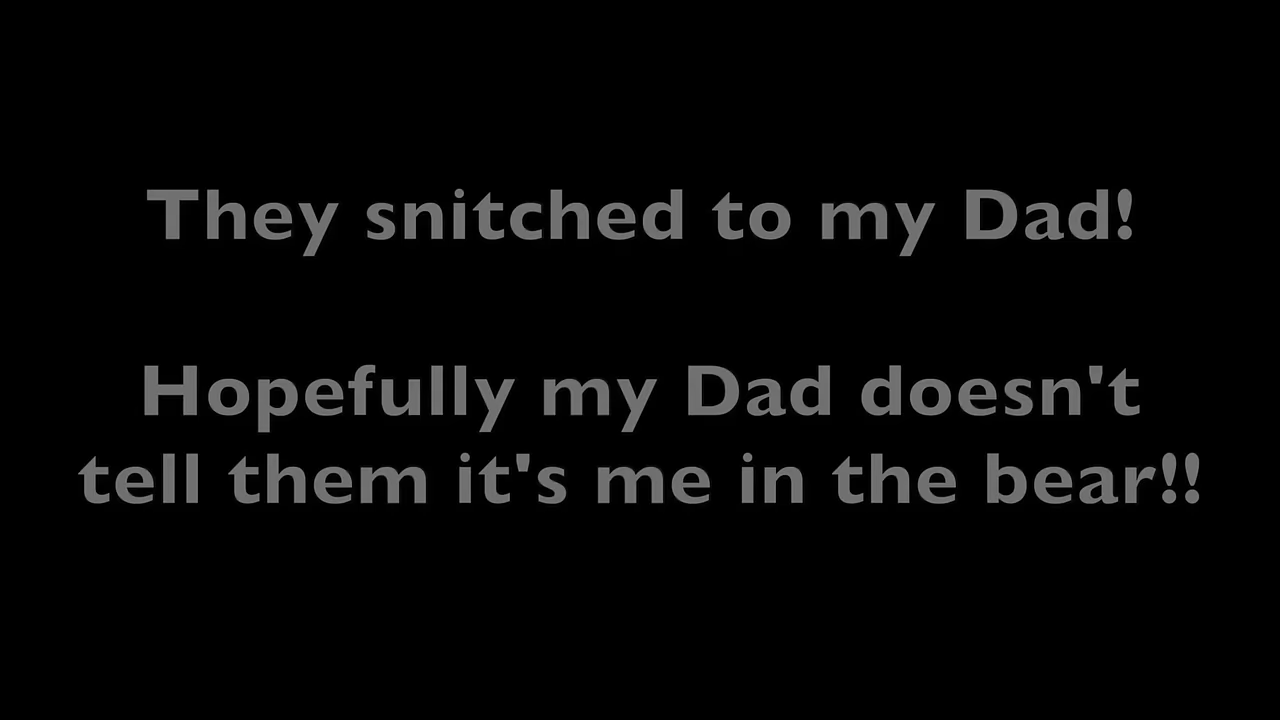 They snitched to my Dad!
Hopefully my Dad doesn't
tell them it's me in the bear!!